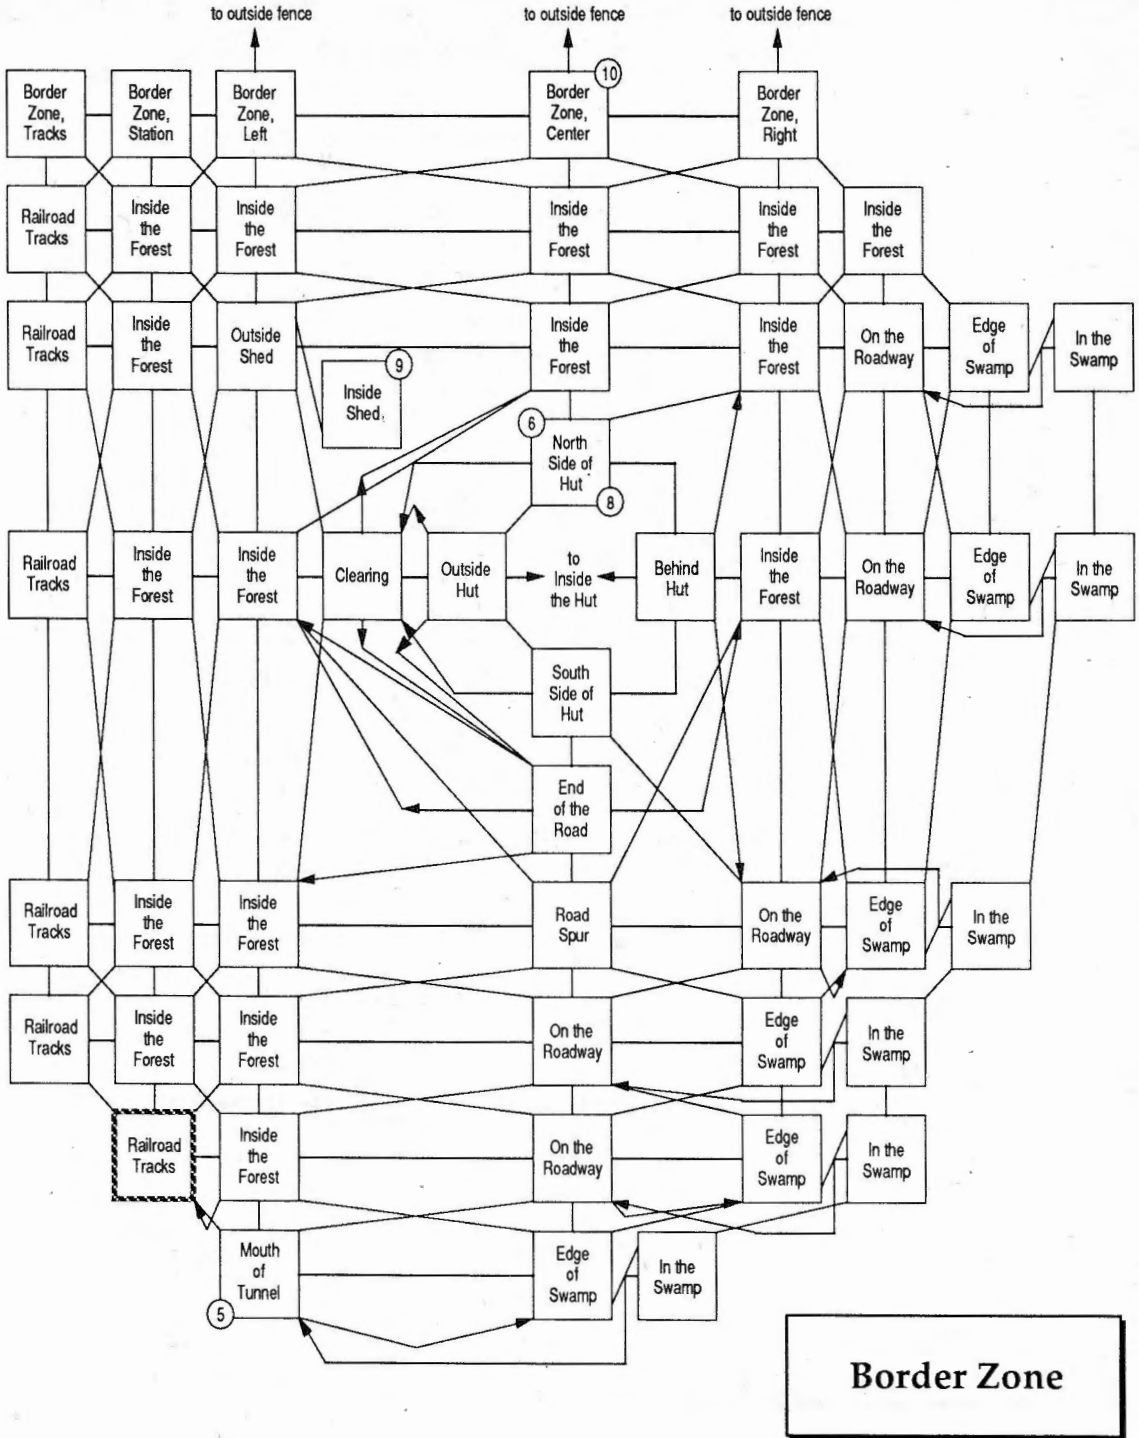 to outside fence
to outside fence
to outside fence
Border
Zone,
Tracks
Border
Zone,
Station
Border
Zone,
Left
10
Border
Zone,
Center
Border
Zone,
Right
Railroad
Tracks
Inside
the
Forest
Inside
the
Forest
Inside
the
Forest
Inside
the
Forest
Inside
the
Forest
Railroad
Tracks
Inside
the
Forest
Outside
Shed
Inside
the
Forest
Inside
the
Forest
On the
Roadway
Edge
of
Swamp
In the
Swamp
9
Inside
Shed
6
North
Side of
Hut
8
Railroad
Tracks
Inside
the
Forest
Inside
the
Forest
Clearing
Outside
Hut
to
Inside
the Hut
Behind
Hut
Inside
the
Forest
On the
Roadway
Edge
of
Swamp
In the
Swamp
South
Side of
Hut
End
of the
Road
Railroad
Tracks
Inside
the
Forest
Inside
the
Forest
Road
Spur
On the
Roadway
Edge
of
Swamp
In the
Swamp
Railroad
Tracks
Inside
the
Forest
Inside
the
Forest
On the
Roadway
Edge
of
Swamp
In the
Swamp
Railroad
Tracks
Inside
the
Forest
On the
Roadway
Edge
of
Swamp
In the
Swamp
Mouth
of
Tunnel
5
Edge
of
Swamp
In the
Swamp
Border Zone